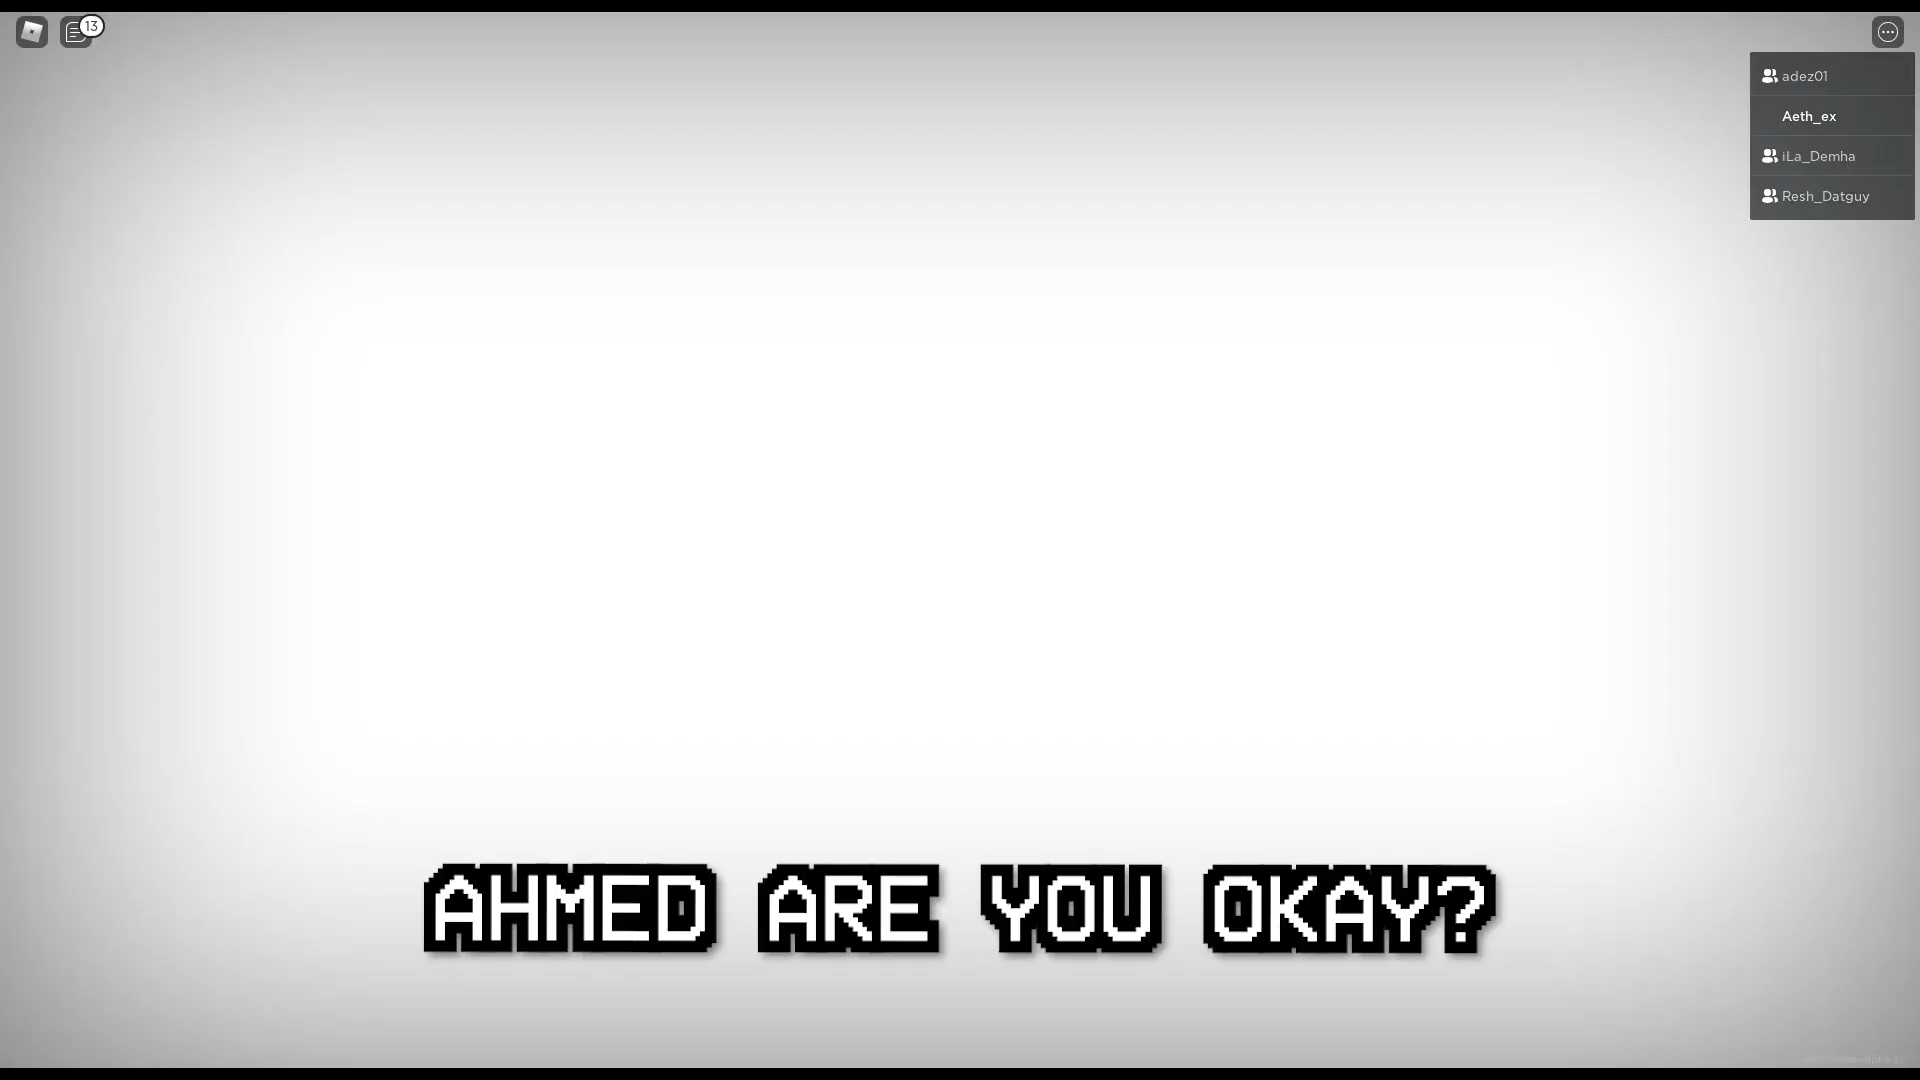 13
adez01
Aeth_ex
iLa_Demha
Resh_Datguy
AHMED ARE YOU OKAY?